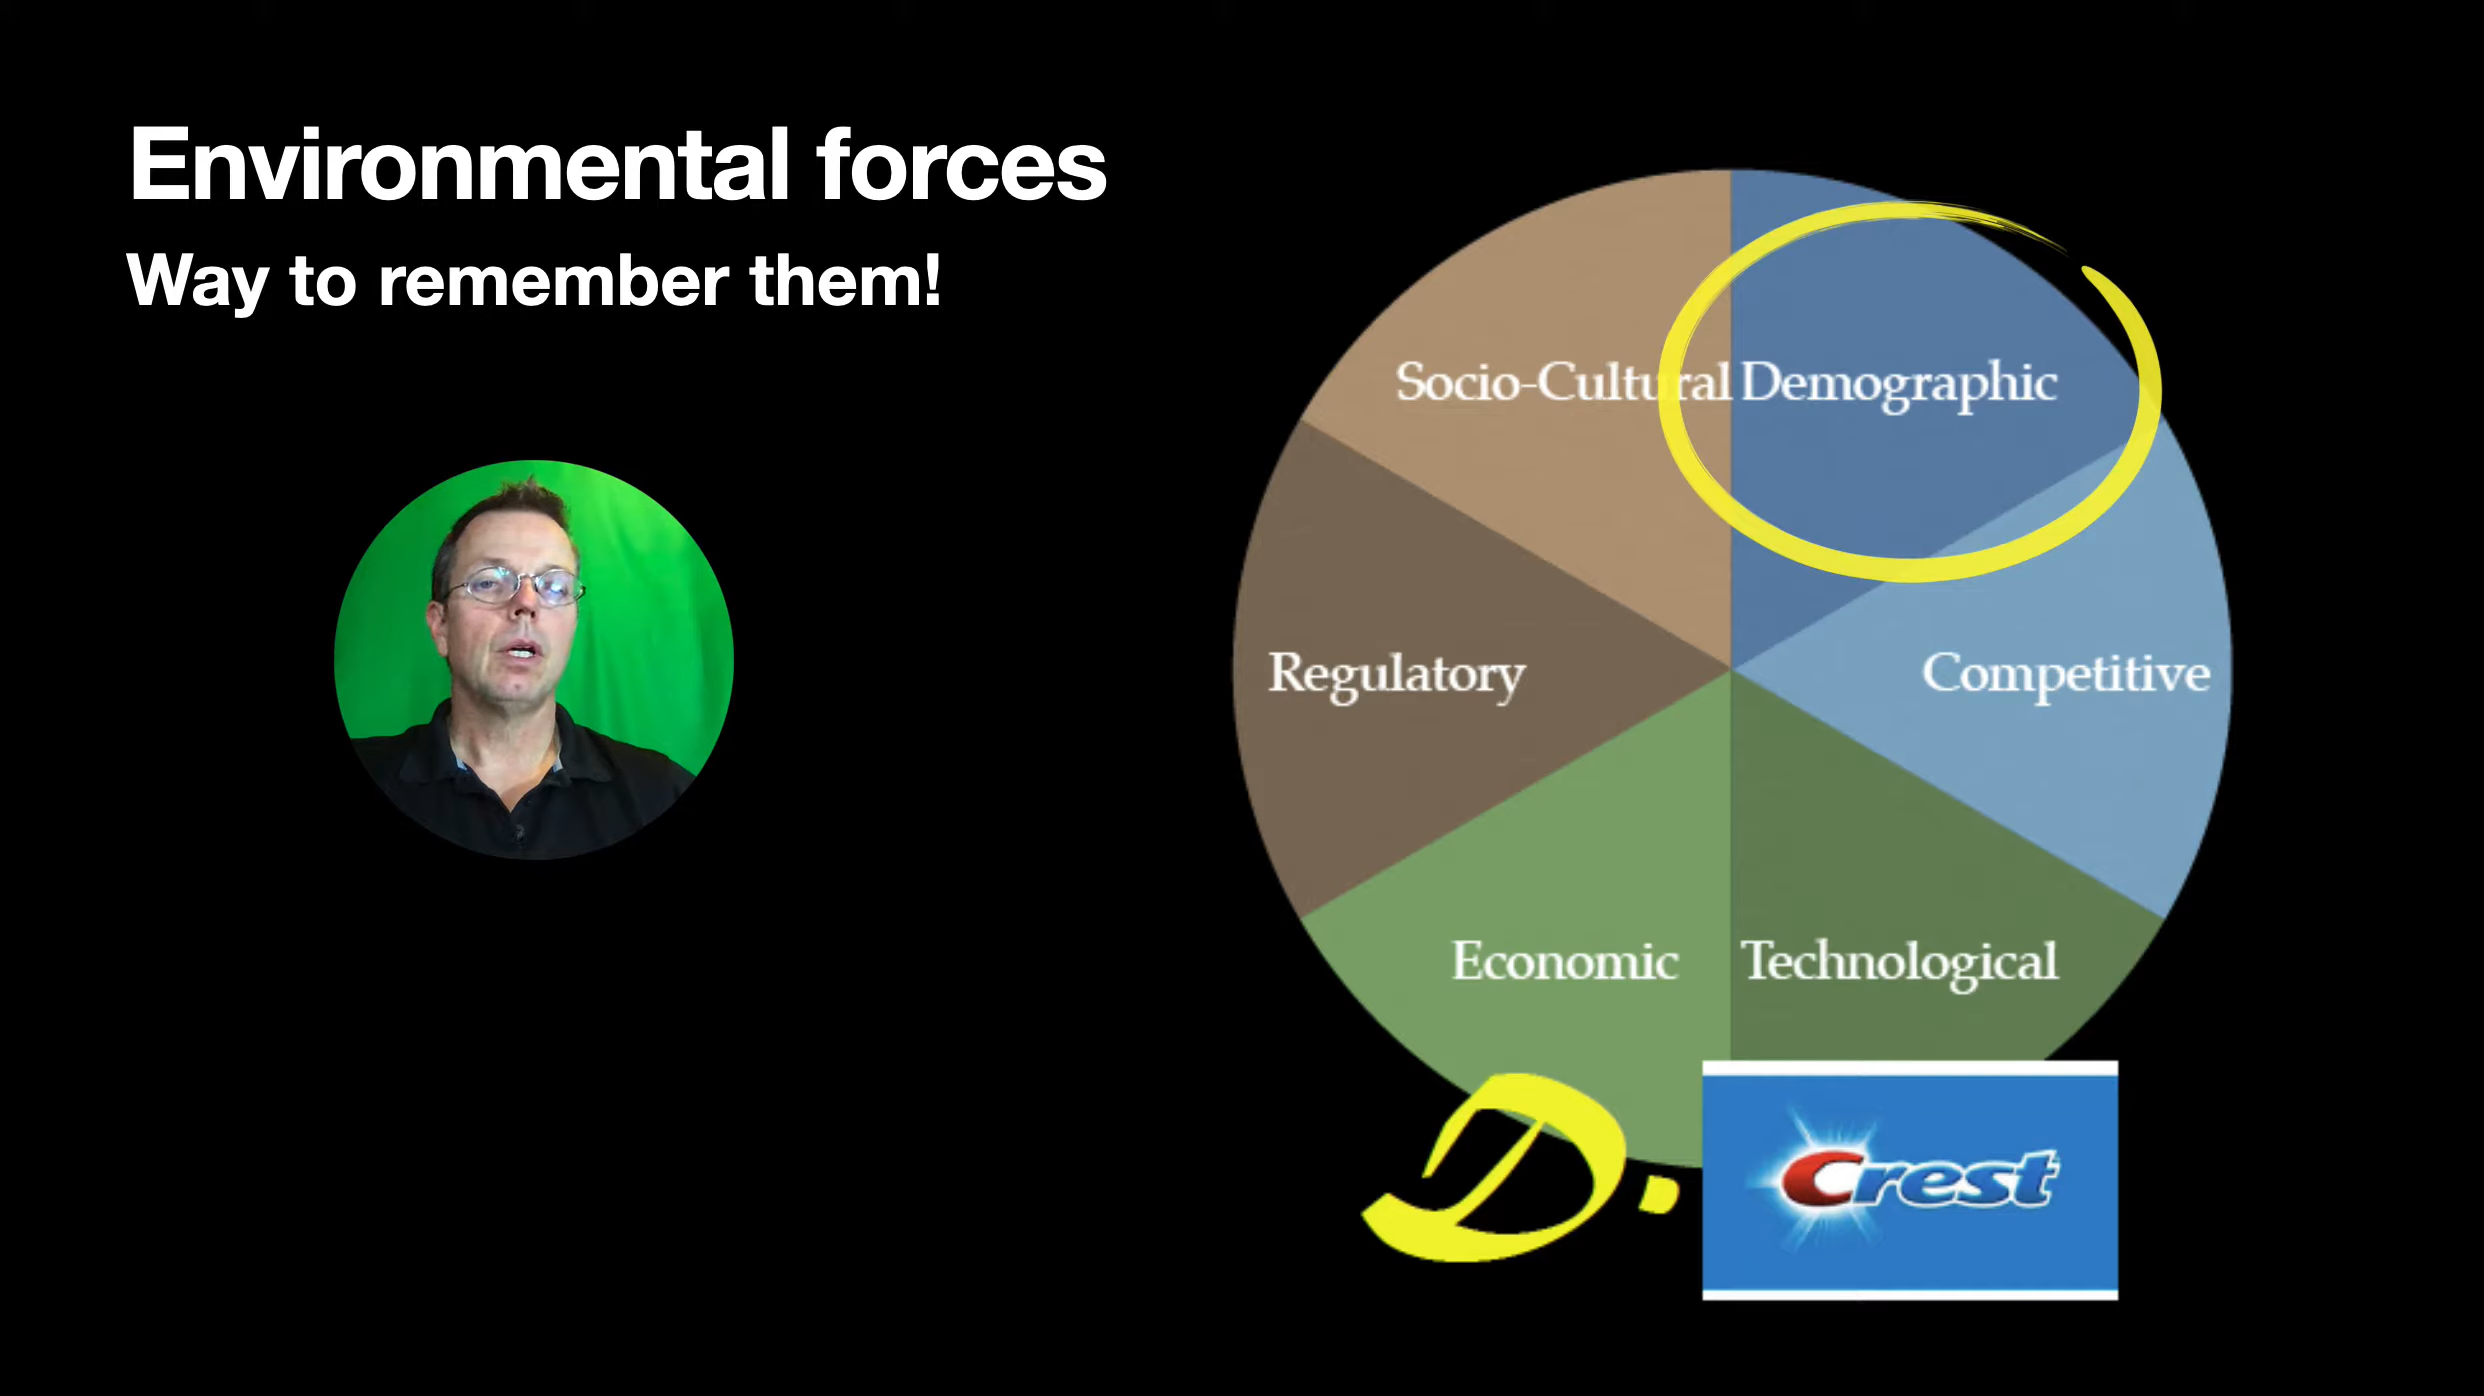 Environmental forces
Way to remember them!
Socio-Cultural
Demographic
Regulatory
Competitive
Economic
Technological
D.
Crest